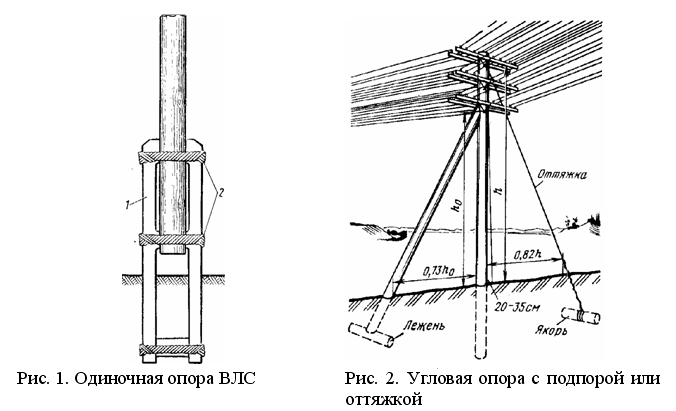 1
2
Оттяжка
h₀
h
0,73h₀
0,82h
20-35см
Лежень
Якорь
Рис. 1. Одиночная опора ВЛС
Рис. 2. Угловая опора с подпорой или
оттяжкой